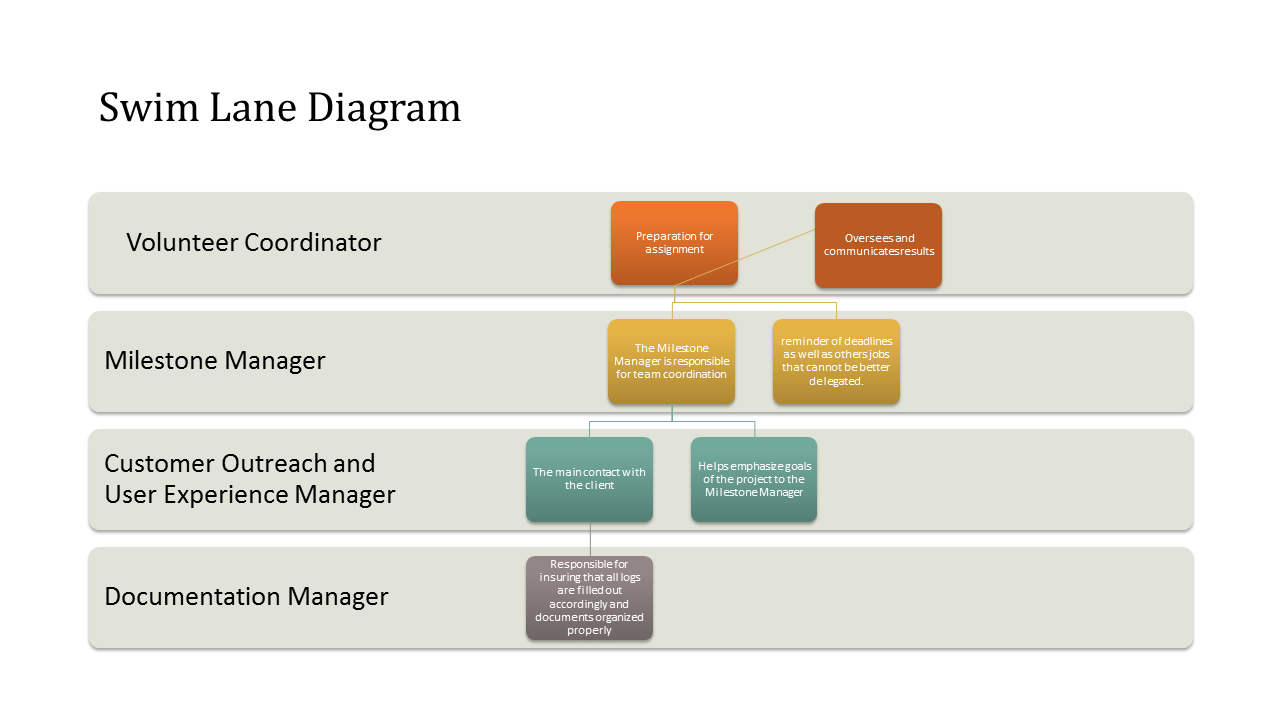 Swim Lane Diagram
Volunteer Coordinator
Preparation for
assignment
Oversees and
communicates results
Milestone Manager
The Milestone
Manager is responsible
for team coordination
reminder of deadlines
as well as others jobs
that cannot be better
delegated.
Customer Outreach and
User Experience Manager
The main contact with
the client
Helps emphasize goals
of the project to the
Milestone Manager
Documentation Manager
Responsible for
insuring that all logs
are filled out
accordingly and
documents organized
properly